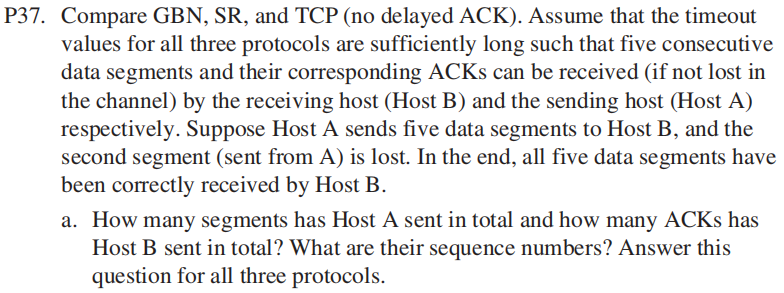 P37. Compare GBN, SR, and TCP (no delayed ACK). Assume that the timeout
values for all three protocols are sufficiently long such that five consecutive
data segments and their corresponding ACKs can be received (if not lost in
the channel) by the receiving host (Host B) and the sending host (Host A)
respectively. Suppose Host A sends five data segments to Host B, and the
second segment (sent from A) is lost. In the end, all five data segments have
been correctly received by Host B.
a. How many segments has Host A sent in total and how many ACKs has
Host B sent in total? What are their sequence numbers? Answer this
question for all three protocols.